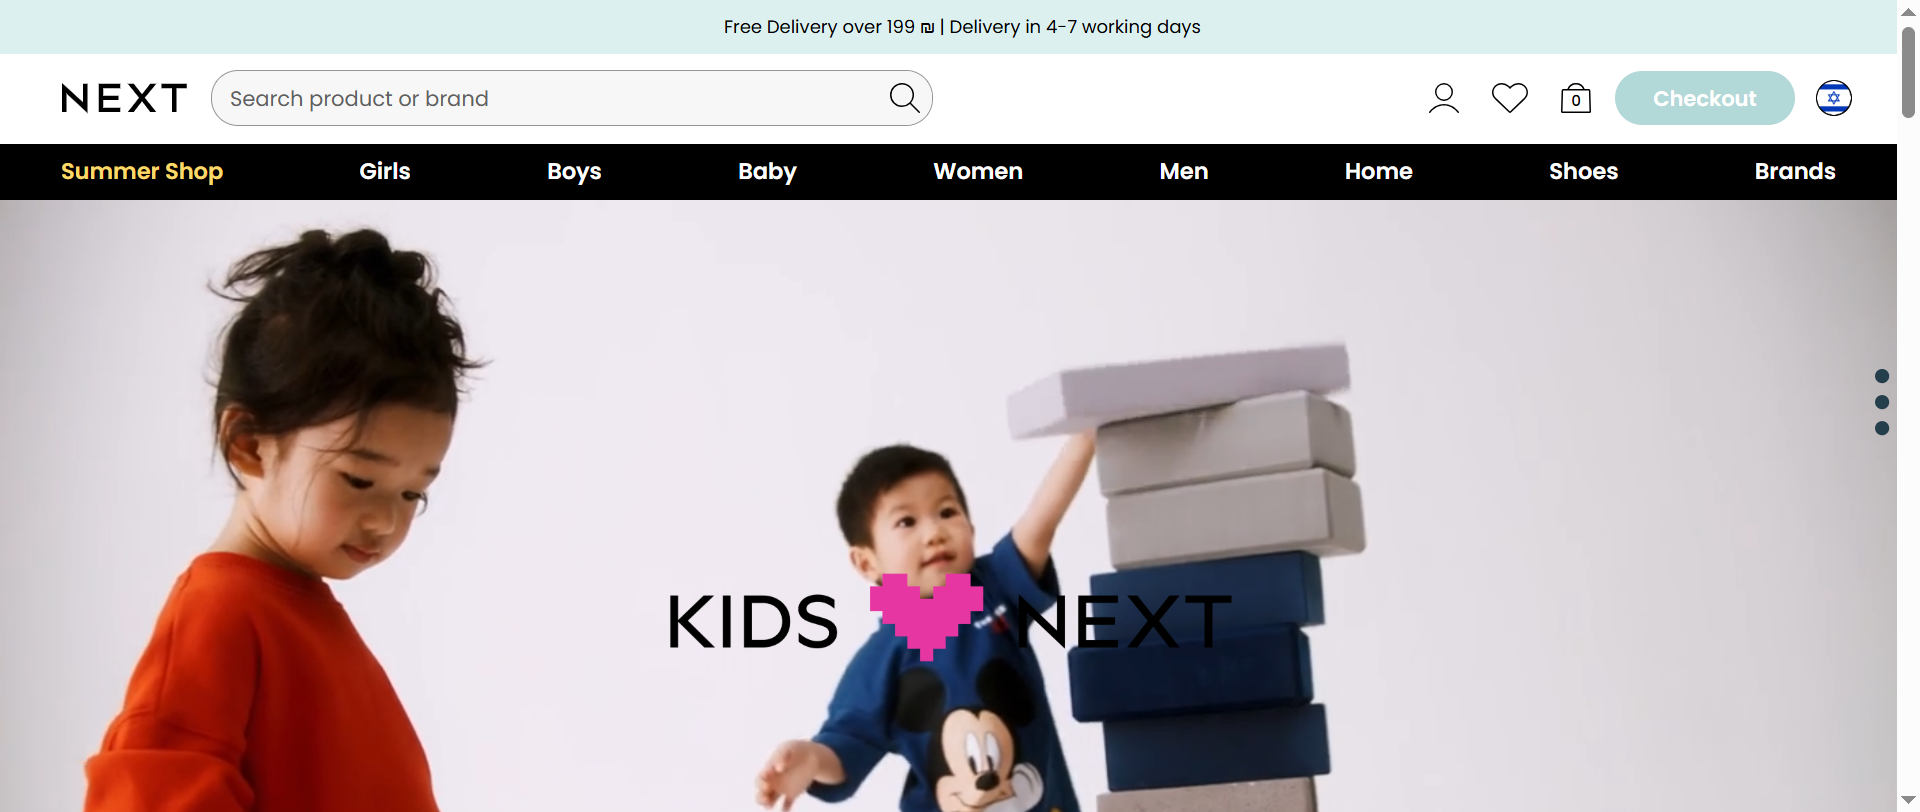 Free Delivery over 199 ₪ | Delivery in 4-7 working days
NEXT
Search product or brand
0
Checkout
Summer Shop
Girls
Boys
Baby
Women
Men
Home
Shoes
Brands
KIDS NEXT